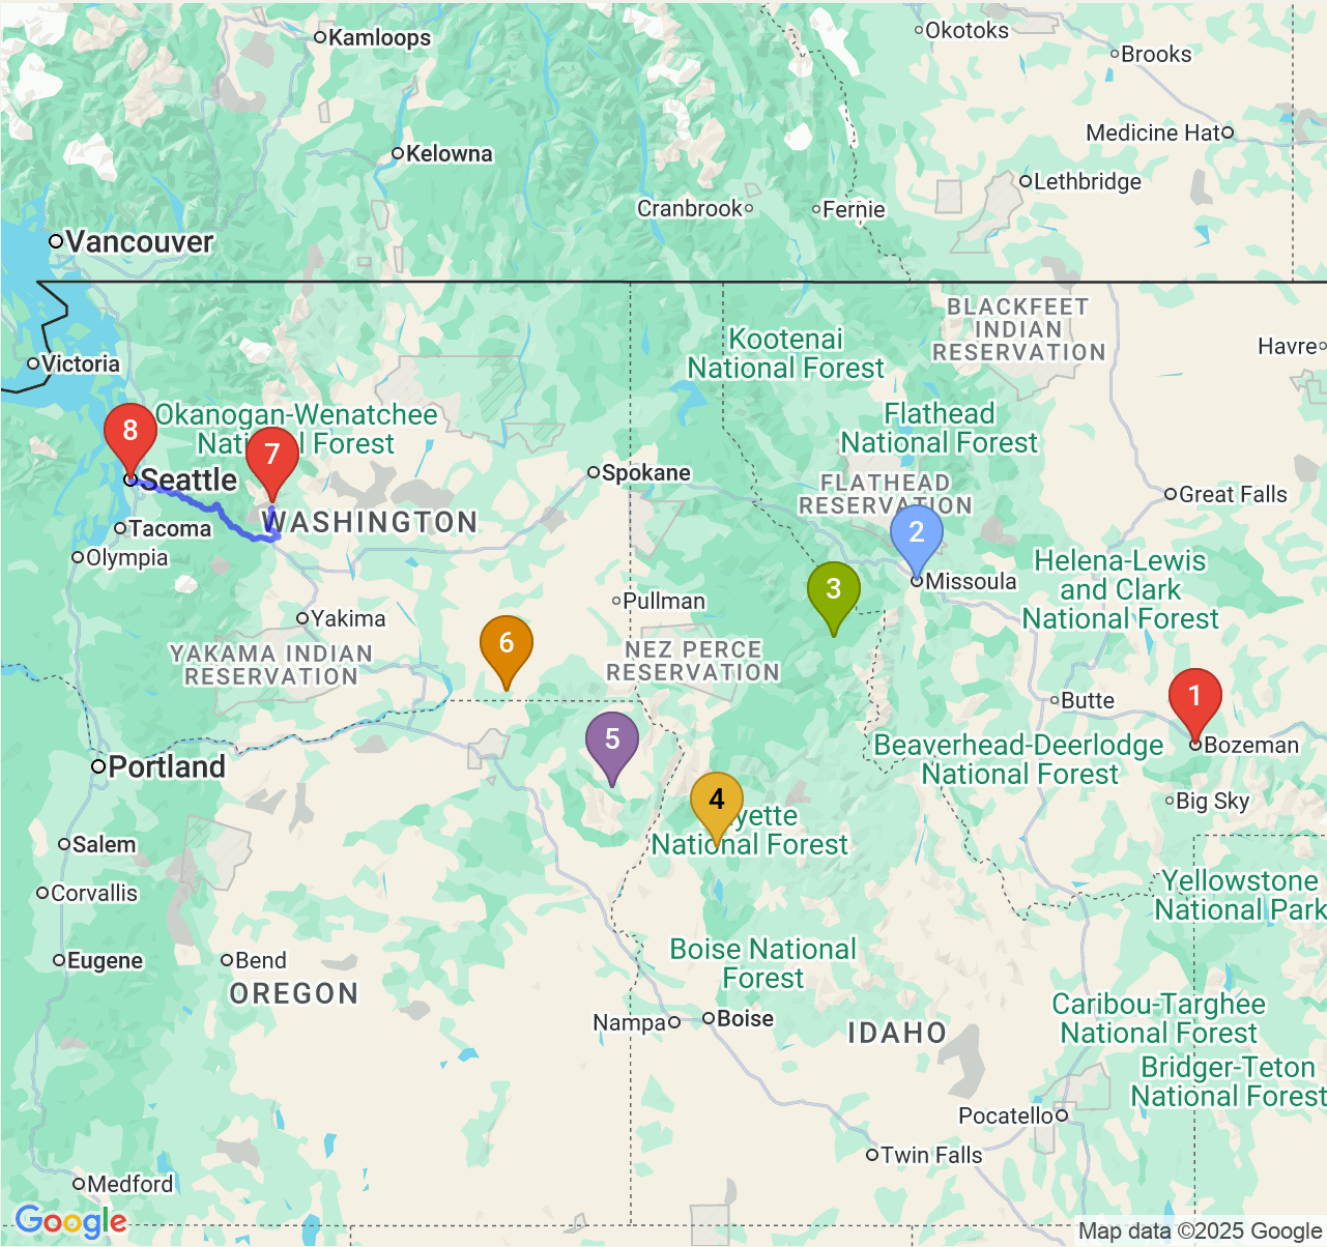 Kamloops
Okotoks
Brooks
Medicine Hat
Kelowna
Lethbridge
Cranbrook
Fernie
Vancouver
BLACKFEET
INDIAN
RESERVATION
Kootenai
National Forest
Havre
Victoria
Okanogan-Wenatchee
Nati l Forest
Flathead
National Forest
8
7
Seattle
Spokane
FLATHEAD
RESERVATION
Great Falls
WASHINGTON
Tacoma
Olympia
2
Missoula
Helena-Lewis
and Clark
National Forest
3
Pullman
Yakima
YAKAMA INDIAN
RESERVATION
6
NEZ PERCE
RESERVATION
1
Butte
Bozeman
Beaverhead-Deerlodge
National Forest
5
Portland
4
yette
National Forest
Big Sky
Salem
Corvallis
Yellowstone
National Park
Eugene
Bend
OREGON
Boise National
Forest
Nampa
Boise
IDAHO
Caribou-Targhee
National Forest
Bridger-Teton
National Forest
Pocatello
Twin Falls
Medford
Google
Map data ©2025 Google